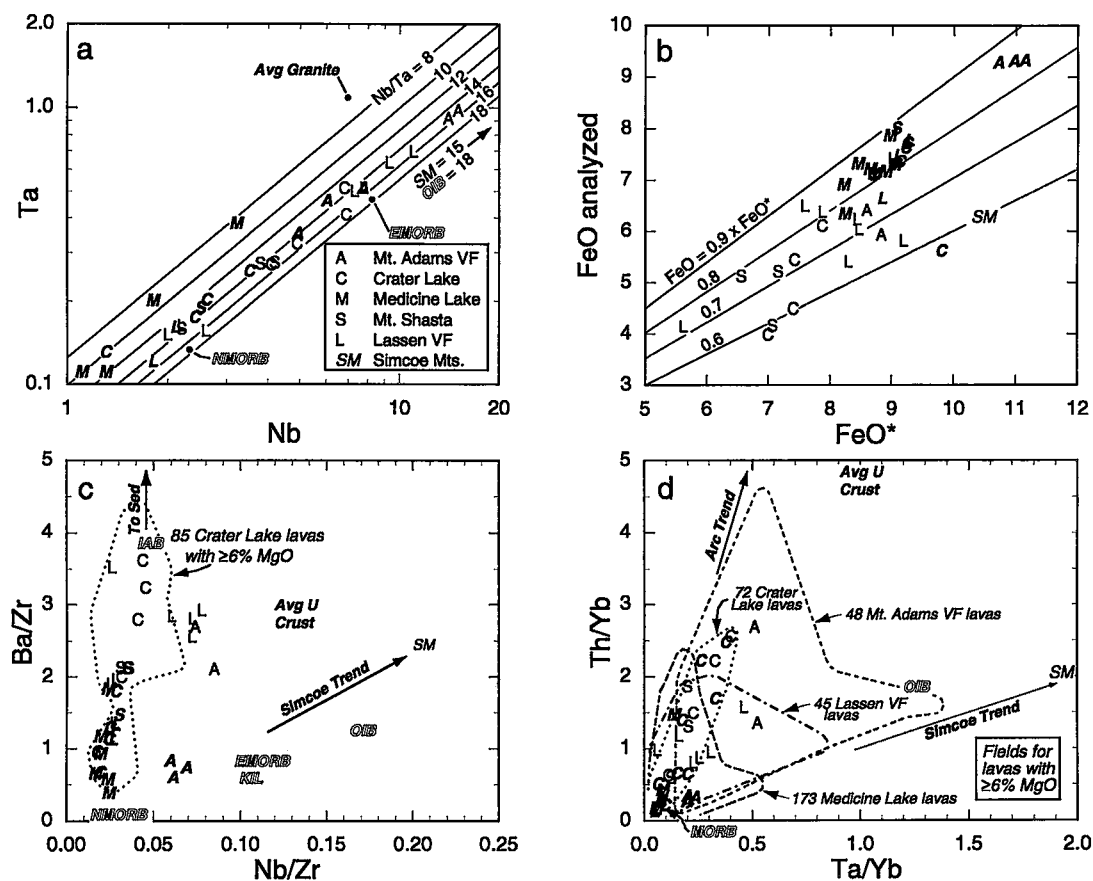 a
2.0
1.0
0.1
Ta
Avg Granite
Nb/Ta = 8
10
12
14
16
18
SM = 15
OIB = 18
EMORB
NMORB
A Mt. Adams VF
C Crater Lake
M Medicine Lake
S Mt. Shasta
L Lassen VF
SM Simcoe Mts.
1
10
20
Nb
b
10
9
8
7
6
5
4
3
FeO analyzed
FeO = 0.9 x FeO*
0.8
0.7
0.6
A AA
SM
C
5 6 7 8 9 10 11 12
FeO*
c
5
4
3
2
1
0
Ba/Zr
To Sed
IAB
85 Crater Lake lavas
with ≥6% MgO
Avg U
Crust
SM
Simcoe Trend
OIB
EMORB
KIL
NMORB
0.00 0.05 0.10 0.15 0.20 0.25
Nb/Zr
d
5
4
3
2
1
0
Th/Yb
Avg U
Crust
Arc Trend
72 Crater
Lake lavas
48 Mt. Adams VF lavas
SM
OIB
45 Lassen VF
lavas
Simcoe Trend
173 Medicine Lake lavas
MORB
Fields for
lavas with
≥6% MgO
0.0 0.5 1.0 1.5 2.0
Ta/Yb